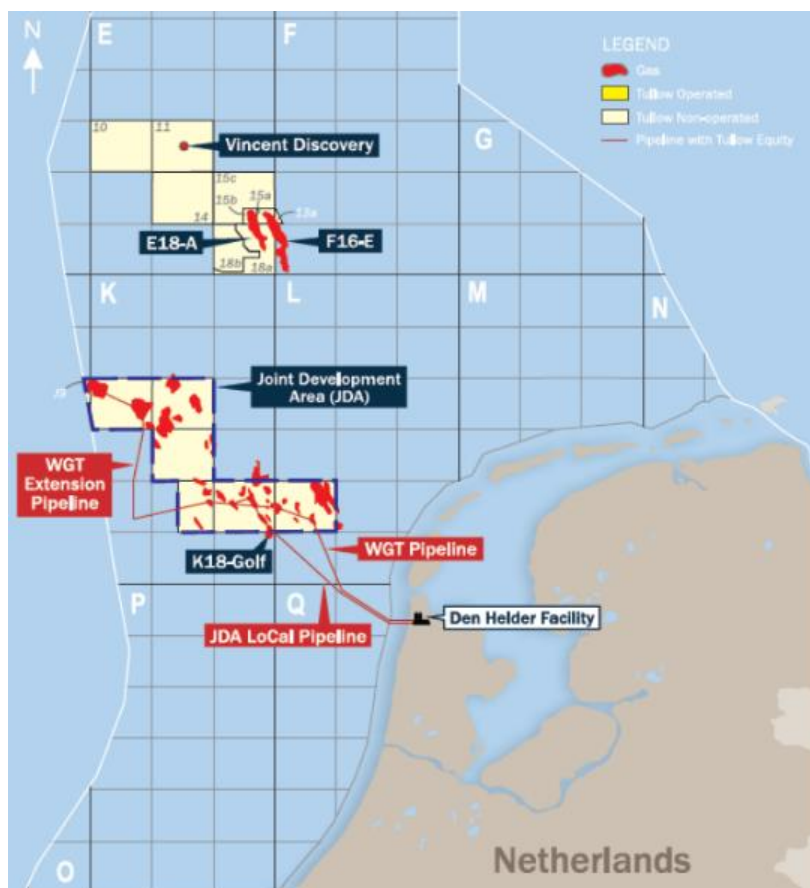 N
E
F
LEGEND
Gas
Tullow Operated
Tullow Non-operated
Pipeline with Tullow Equity
G
10
11
Vincent Discovery
15c
15b
15a
13a
14
E18-A
F16-E
18b
18a
K
L
M
N
J9
Joint Development
Area (JDA)
WGT
Extension
Pipeline
K18-Golf
WGT Pipeline
P
Q
JDA LoCal Pipeline
Den Helder Facility
O
Netherlands